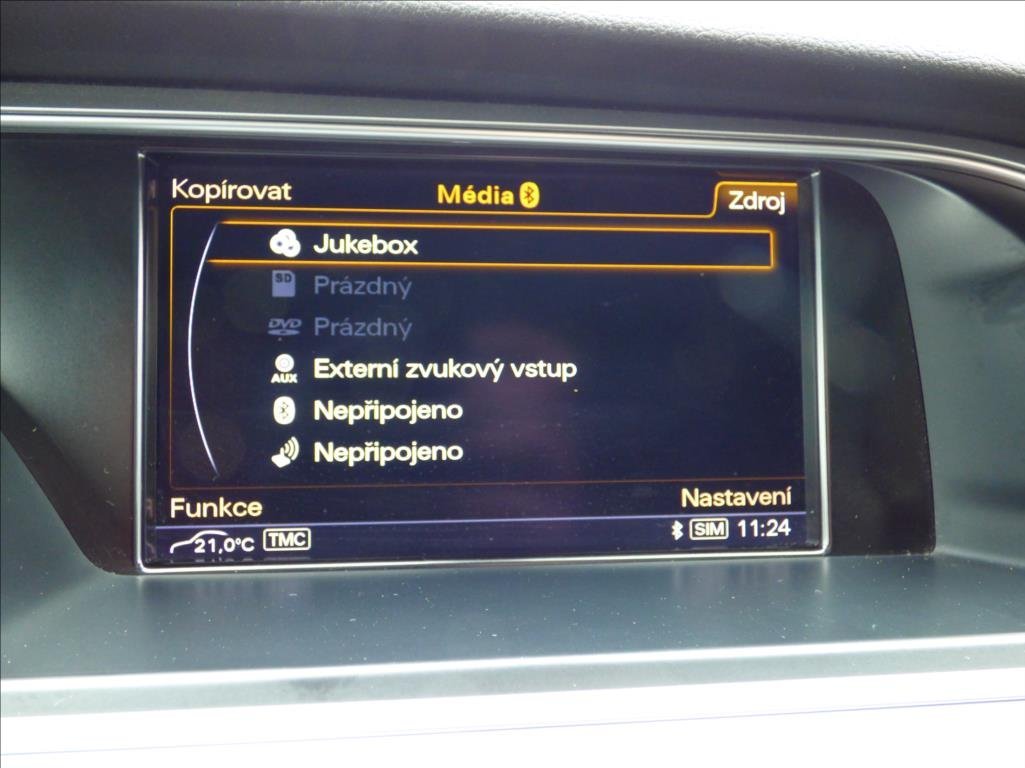 Kopírovat Média Zdroj
Jukebox
SD Prázdný
DVD Prázdný
AUX Externí zvukový vstup
Nepřipojeno
Nepřipojeno
Funkce Nastavení
21,0°C TMC SIM 11:24